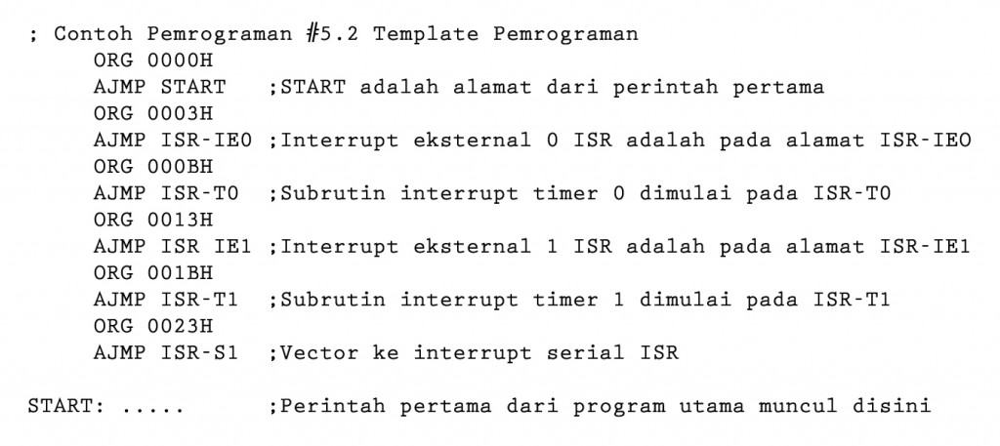 ; Contoh Pemrograman #5.2 Template Pemrograman
ORG 0000H
AJMP START ;START adalah alamat dari perintah pertama
ORG 0003H
AJMP ISR-IE0 ;Interrupt eksternal 0 ISR adalah pada alamat ISR-IE0
ORG 000BH
AJMP ISR-T0 ;Subrutin interrupt timer 0 dimulai pada ISR-T0
ORG 0013H
AJMP ISR IE1 ;Interrupt eksternal 1 ISR adalah pada alamat ISR-IE1
ORG 001BH
AJMP ISR-T1 ;Subrutin interrupt timer 1 dimulai pada ISR-T1
ORG 0023H
AJMP ISR-S1 ;Vector ke interrupt serial ISR
START: ..... ;Perintah pertama dari program utama muncul disini